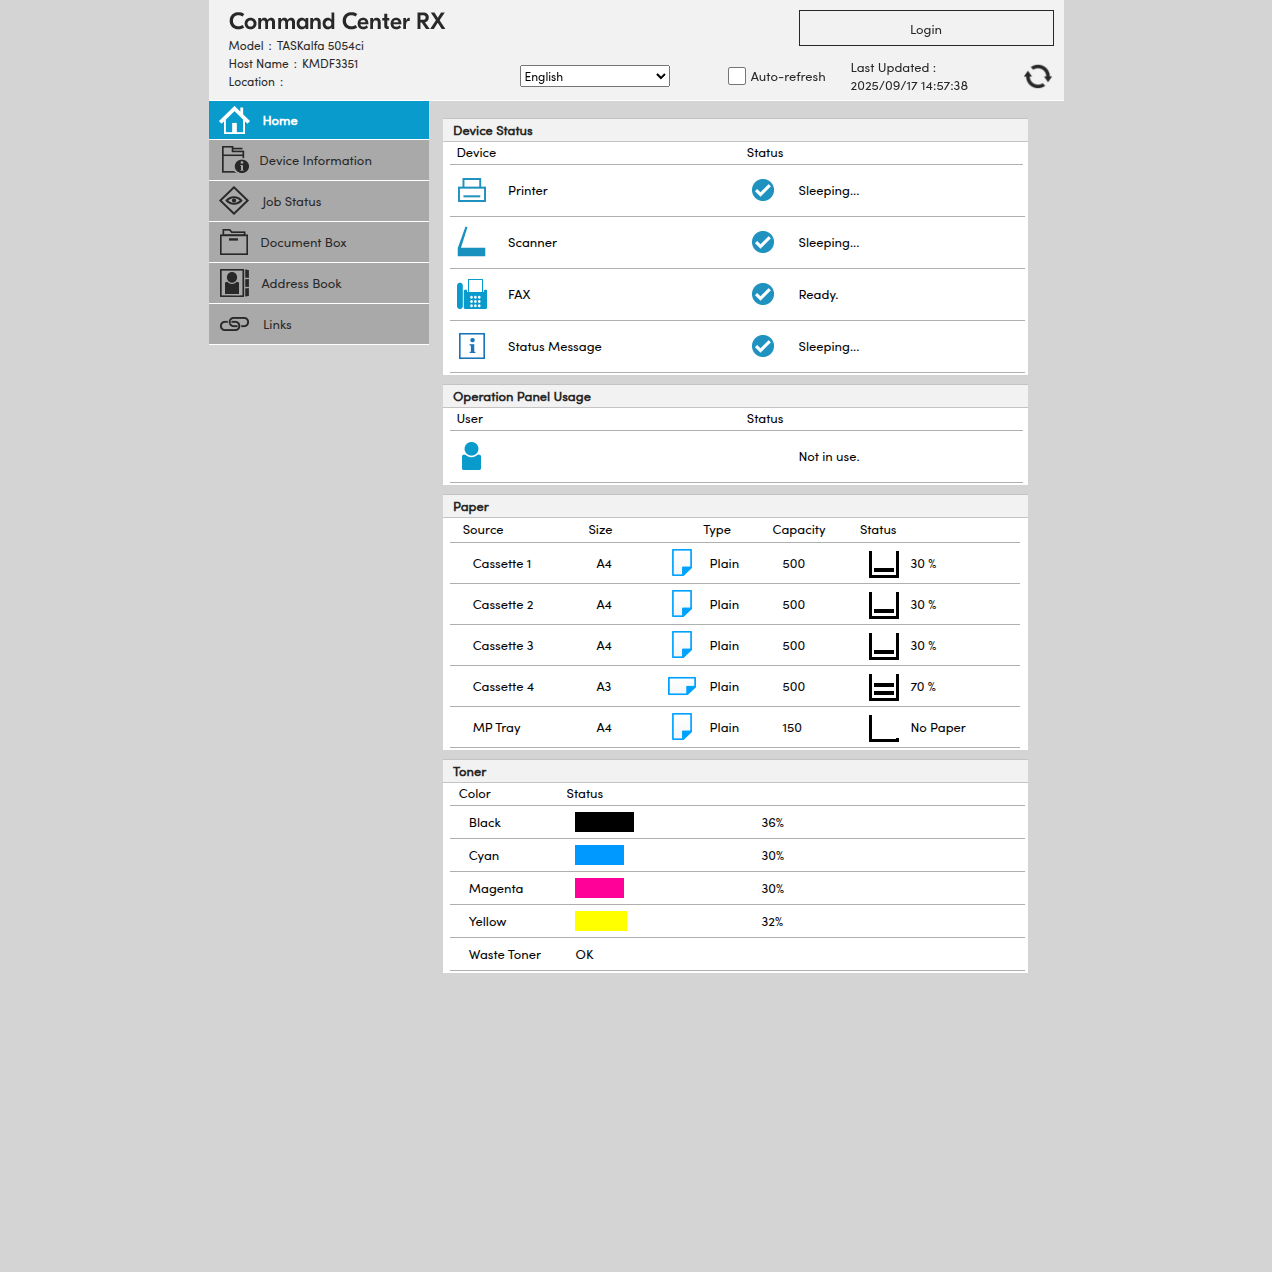 Command Center RX
Model : TASKalfa 5054ci
Host Name : KMDF3351
Location :
English
Auto-refresh
Login
Last Updated :
2025/09/17 14:57:38
Home
Device Information
Job Status
Document Box
Address Book
Links
Device Status
Device Status
Printer Sleeping...
Scanner Sleeping...
FAX Ready.
Status Message Sleeping...
Operation Panel Usage
User Status
Not in use.
Paper
Source Size Type Capacity Status
Cassette 1 A4 Plain 500 30 %
Cassette 2 A4 Plain 500 30 %
Cassette 3 A4 Plain 500 30 %
Cassette 4 A3 Plain 500 70 %
MP Tray A4 Plain 150 No Paper
Toner
Color Status
Black 36%
Cyan 30%
Magenta 30%
Yellow 32%
Waste Toner OK